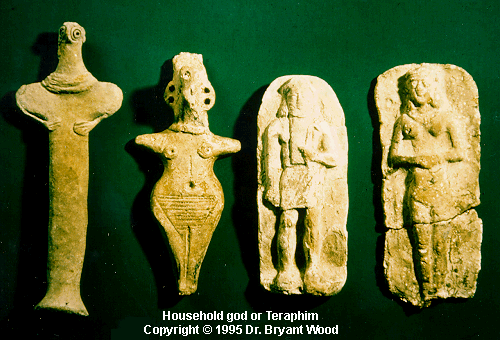 Household god or Teraphim
Copyright © 1995 Dr. Bryant Wood